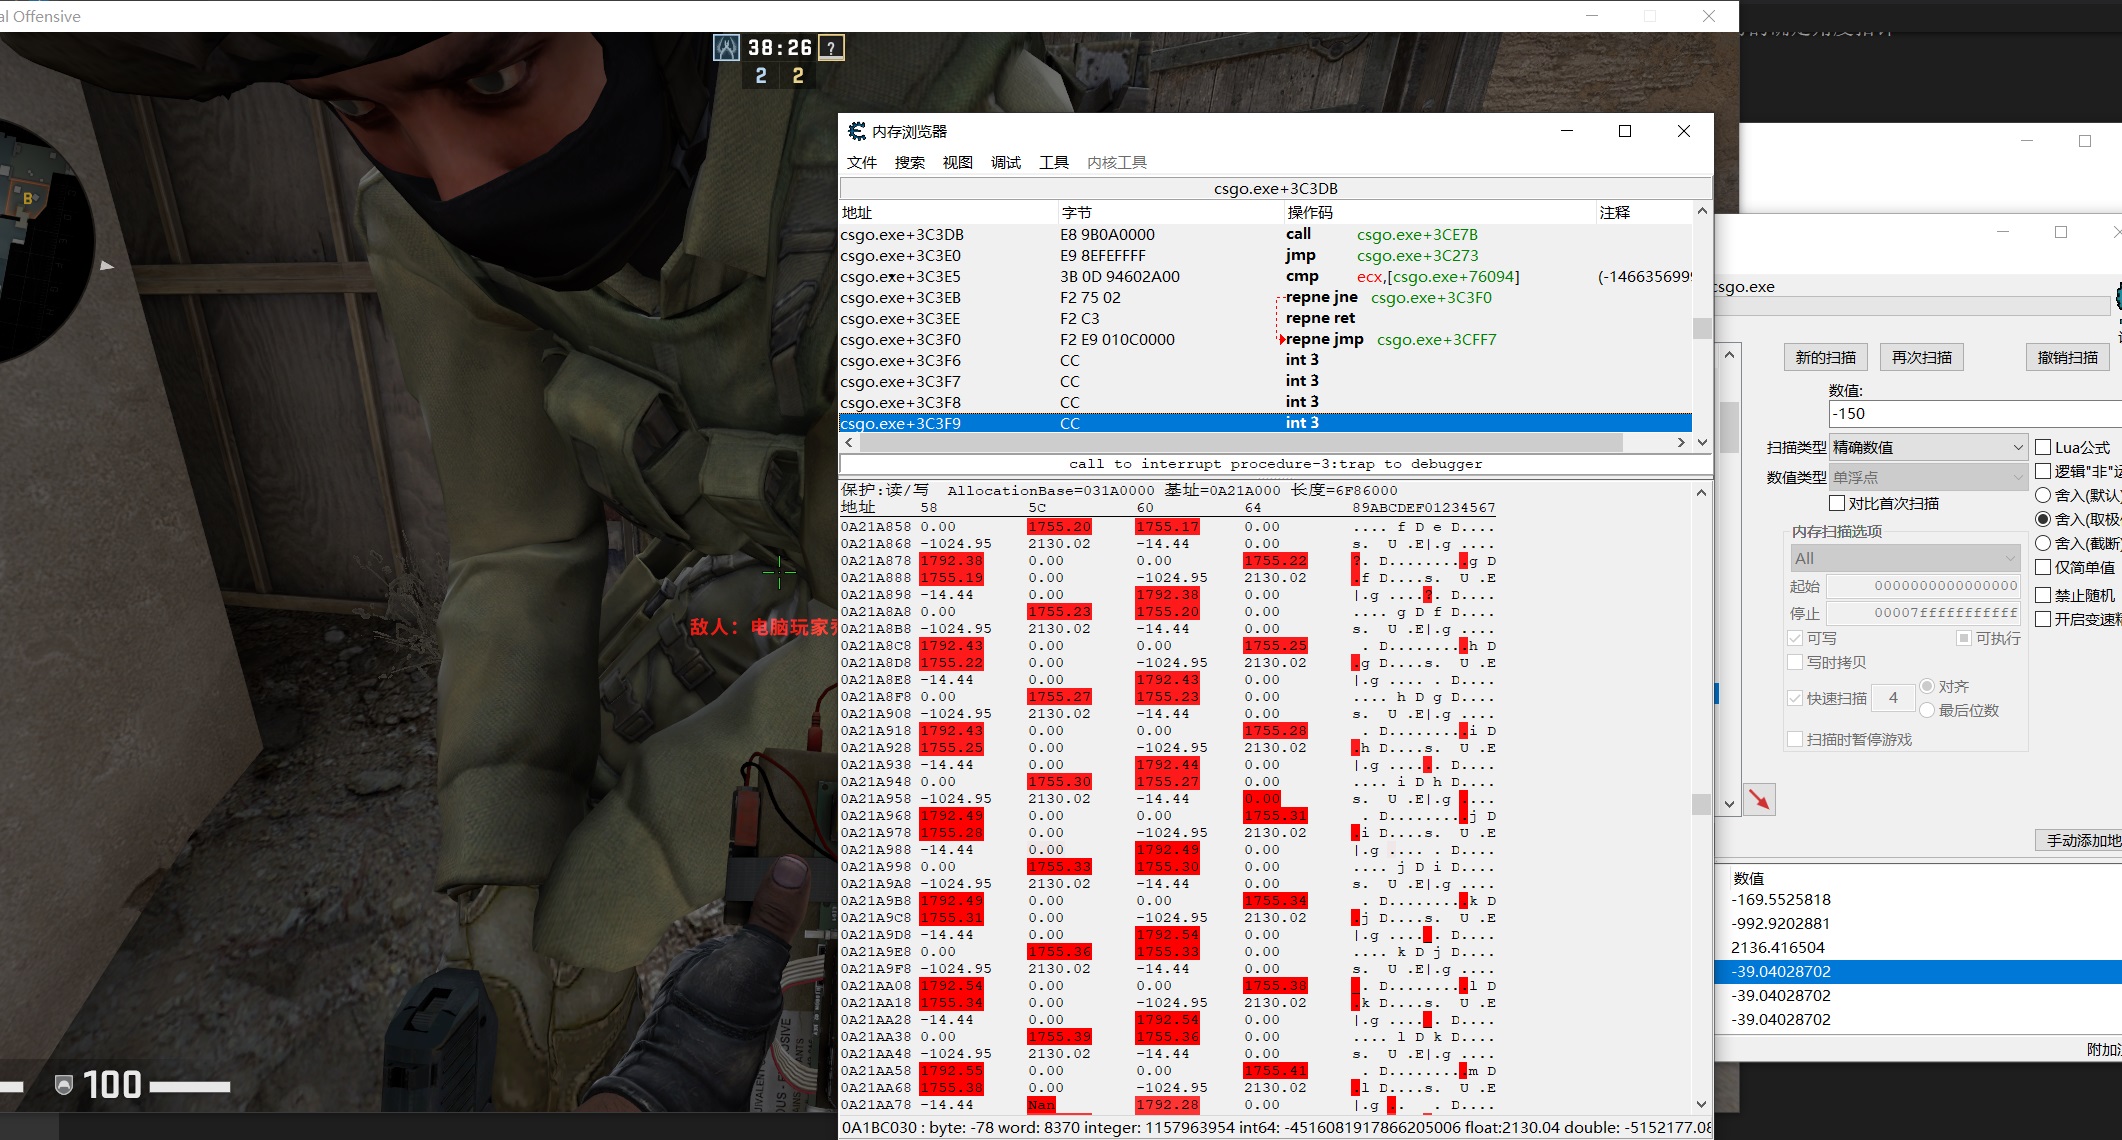 al Offensive
38:26 ?
2 2
B
敌人: 电脑玩家
100
内存浏览器
文件 搜索 视图 调试 工具 内核工具
csgo.exe+3C3DB
地址 字节 操作码 注释
csgo.exe+3C3DB E8 9B0A0000 call csgo.exe+3CE7B
csgo.exe+3C3E0 E9 8EFEFFFF jmp csgo.exe+3C273
csgo.exe+3C3E5 3B 0D 94602A00 cmp ecx,[csgo.exe+76094] (-1466356999
csgo.exe+3C3EB F2 75 02 repne jne csgo.exe+3C3F0
csgo.exe+3C3EE F2 C3 repne ret
csgo.exe+3C3F0 F2 E9 010C0000 repne jmp csgo.exe+3CFF7
csgo.exe+3C3F6 CC int 3
csgo.exe+3C3F7 CC int 3
csgo.exe+3C3F8 CC int 3
csgo.exe+3C3F9 CC int 3
call to interrupt procedure-3:trap to debugger
保护:读/写 AllocationBase=031A0000 基址=0A21A000 长度=6F86000
地址 58 5C 60 64 89ABCDEF01234567
0A21A858 0.00 1755.20 1755.17 0.00 .... f D e D....
0A21A868 -1024.95 2130.02 -14.44 0.00 s. U .E|.g ....
0A21A878 1792.38 0.00 0.00 1755.22 ?. D........g D
0A21A888 1755.19 0.00 -1024.95 2130.02 .f D....s. U .E
0A21A898 -14.44 0.00 1792.38 0.00 |.g ....?. D....
0A21A8A8 0.00 1755.23 1755.20 0.00 .... g D f D....
0A21A8B8 -1024.95 2130.02 -14.44 0.00 s. U .E|.g ....
0A21A8C8 1792.43 0.00 0.00 1755.25 . D........h D
0A21A8D8 1755.22 0.00 -1024.95 2130.02 .g D....s. U .E
0A21A8E8 -14.44 0.00 1792.43 0.00 |.g .... . D....
0A21A8F8 0.00 1755.27 1755.23 0.00 .... h D g D....
0A21A908 -1024.95 2130.02 -14.44 0.00 s. U .E|.g ....
0A21A918 1792.43 0.00 0.00 1755.28 . D........i D
0A21A928 1755.25 0.00 -1024.95 2130.02 .h D....s. U .E
0A21A938 -14.44 0.00 1792.44 0.00 |.g ..... . D....
0A21A948 0.00 1755.30 1755.27 0.00 .... i D h D....
0A21A958 -1024.95 2130.02 -14.44 0.00 s. U .E|.g ....
0A21A968 1792.49 0.00 0.00 1755.31 . D........j D
0A21A978 1755.28 0.00 -1024.95 2130.02 .i D....s. U .E
0A21A988 -14.44 0.00 1792.49 0.00 |.g .... . D....
0A21A998 0.00 1755.33 1755.30 0.00 .... j D i D....
0A21A9A8 -1024.95 2130.02 -14.44 0.00 s. U .E|.g ....
0A21A9B8 1792.49 0.00 0.00 1755.34 . D........k D
0A21A9C8 1755.31 0.00 -1024.95 2130.02 .j D....s. U .E
0A21A9D8 -14.44 0.00 1792.54 0.00 |.g ..... . D....
0A21A9E8 0.00 1755.36 1755.33 0.00 .... k D j D....
0A21A9F8 -1024.95 2130.02 -14.44 0.00 s. U .E|.g ....
0A21AA08 1792.54 0.00 0.00 1755.38 . D........l D
0A21AA18 1755.34 0.00 -1024.95 2130.02 .k D....s. U .E
0A21AA28 -14.44 0.00 1792.54 0.00 |.g ..... . D....
0A21AA38 0.00 1755.39 1755.36 0.00 .... l D k D....
0A21AA48 -1024.95 2130.02 -14.44 0.00 s. U .E|.g ....
0A21AA58 1792.55 0.00 0.00 1755.41 . D........m D
0A21AA68 1755.38 0.00 -1024.95 2130.02 .l D....s. U .E
0A21AA78 -14.44 Nan 1792.28 0.00 |.g .. . D....
0A1BC030 : byte: -78 word: 8370 integer: 1157963954 int64: -4516081917866205006 float:2130.04 double: -5152177.08
csgo.exe
新的扫描 再次扫描 撤销扫描
数值:
-150
扫描类型 精确数值 Lua公式
数值类型 单浮点 逻辑"非"运
对比首次扫描 舍入(默认)
内存扫描选项 舍入(取极
All 舍入(截断)
起始 0000000000000000 仅简单值
停止 00007fffffffffff 禁止随机
可写 可执行 开启变速精
写时拷贝
快速扫描 4 对齐
最后位数
扫描时暂停游戏
手动添加地
数值
-169.5525818
-992.9202881
2136.416504
-39.04028702
-39.04028702
-39.04028702
附加注